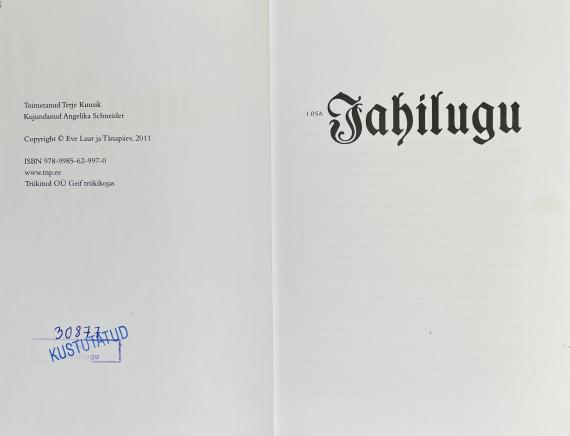 Toimetanud Terje Kuusik
Kujundanud Angelika Schneider
Copyright © Eve Laur ja Tänapäev, 2011
ISBN 978-9985-62-997-0
www.tnp.ee
Trükitud OÜ Greif trükikojas
30877
KUSTUTATUD
I OSA
Jahilugu